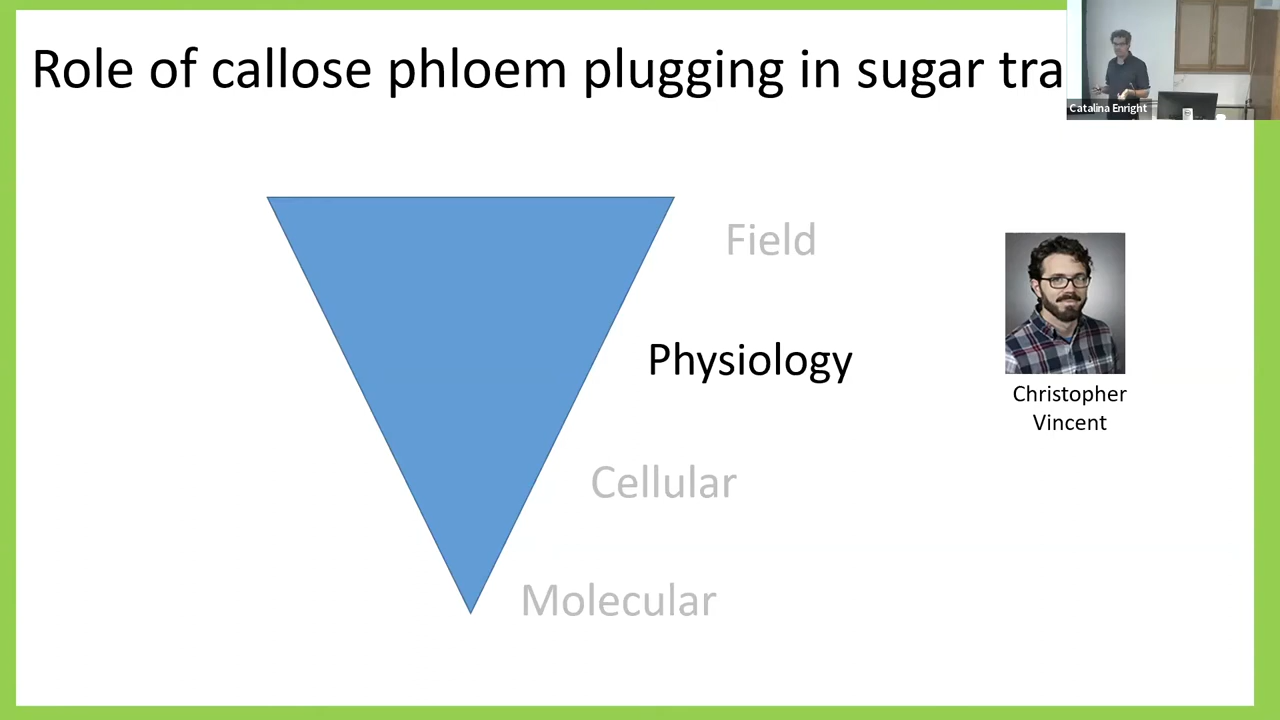 Role of callose phloem plugging in sugar tra
Catalina Enright
Field
Physiology
Christopher
Vincent
Cellular
Molecular